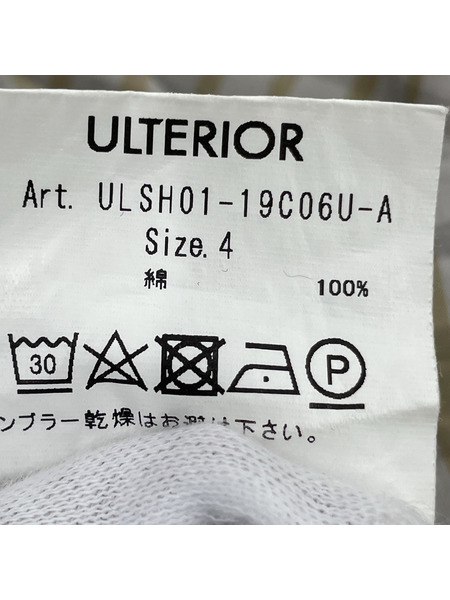 ULTERIOR
Art. ULSH01-19C06U-A
Size. 4
綿 100%
30 P
ンブラー乾燥はお避け下さい。